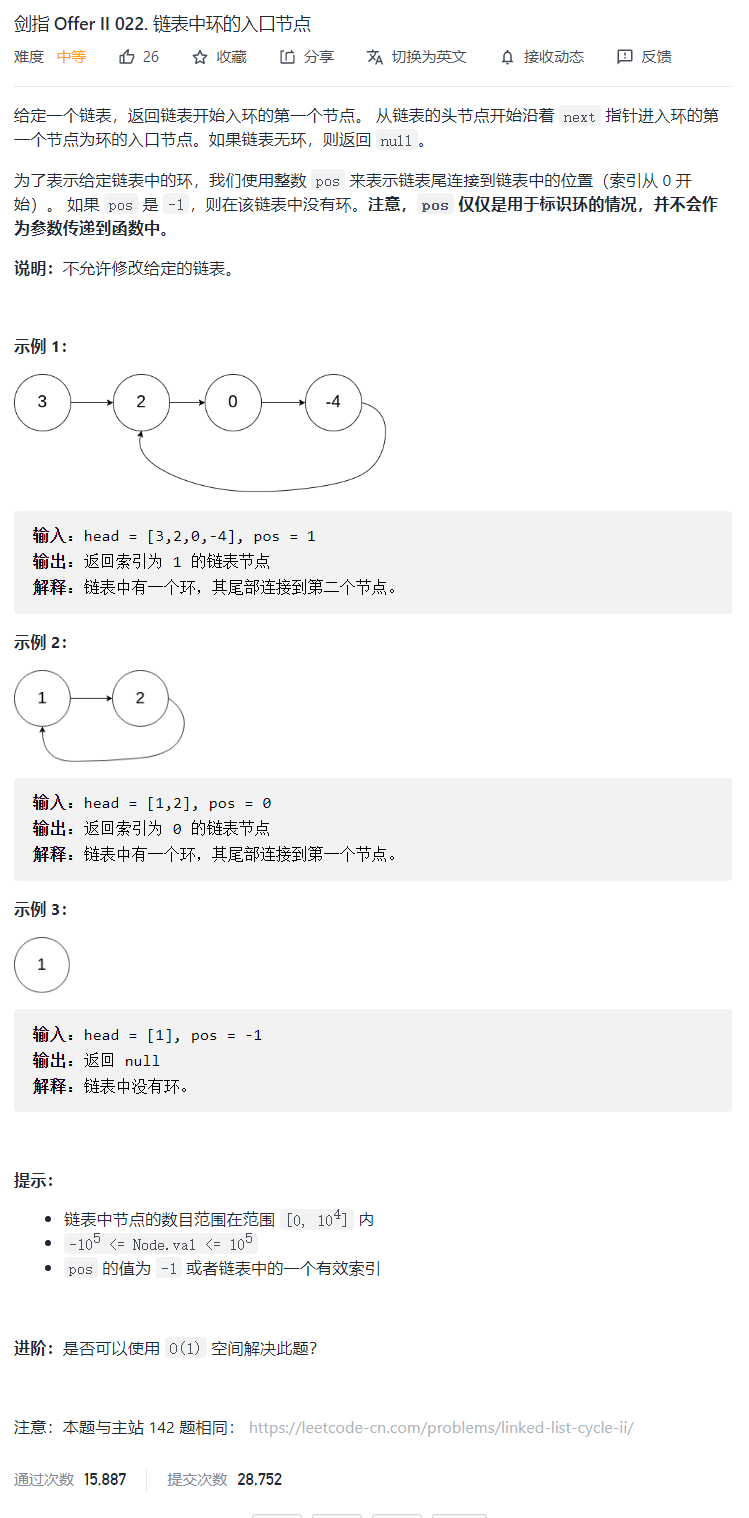 剑指 Offer II 022. 链表中环的入口节点
难度 中等 26 收藏 分享 切换为英文 接收动态 反馈
给定一个链表，返回链表开始入环的第一个节点。 从链表的头节点开始沿着 next 指针进入环的第
一个节点为环的入口节点。如果链表无环，则返回 null。
为了表示给定链表中的环，我们使用整数 pos 来表示链表尾连接到链表中的位置（索引从 0 开
始）。 如果 pos 是 -1，则在该链表中没有环。注意，pos 仅仅是用于标识环的情况，并不会作
为参数传递到函数中。
说明：不允许修改给定的链表。
示例 1：
3 2 0 -4
输入：head = [3,2,0,-4], pos = 1
输出：返回索引为 1 的链表节点
解释：链表中有一个环，其尾部连接到第二个节点。
示例 2：
1 2
输入：head = [1,2], pos = 0
输出：返回索引为 0 的链表节点
解释：链表中有一个环，其尾部连接到第一个节点。
示例 3：
1
输入：head = [1], pos = -1
输出：返回 null
解释：链表中没有环。
提示：
• 链表中节点的数目范围在范围 [0, 10⁴] 内
• -10⁵ <= Node.val <= 10⁵
• pos 的值为 -1 或者链表中的一个有效索引
进阶：是否可以使用 O(1) 空间解决此题？
注意：本题与主站 142 题相同： https://leetcode-cn.com/problems/linked-list-cycle-ii/
通过次数 15,887 提交次数 28,752